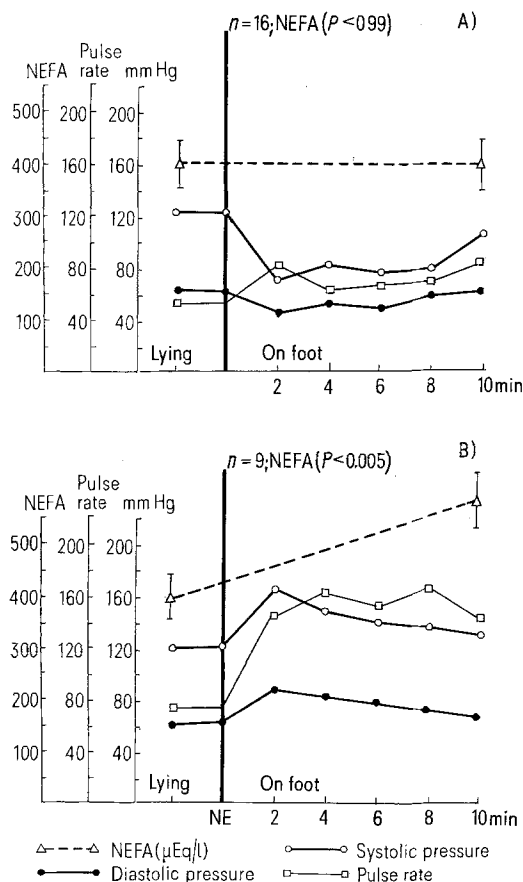 n=16; NEFA (P<099) A)
Pulse
NEFA rate mm Hg
500 200 200
400 160 160
300 120 120
200 80 80
100 40 40
Lying On foot
2 4 6 8 10 min
n=9; NEFA (P<0.005) B)
Pulse
NEFA rate mm Hg
500 200 200
400 160 160
300 120 120
200 80 80
100 40 40
Lying On foot
NE 2 4 6 8 10 min
NEFA (μEq/l) Systolic pressure
Diastolic pressure Pulse rate